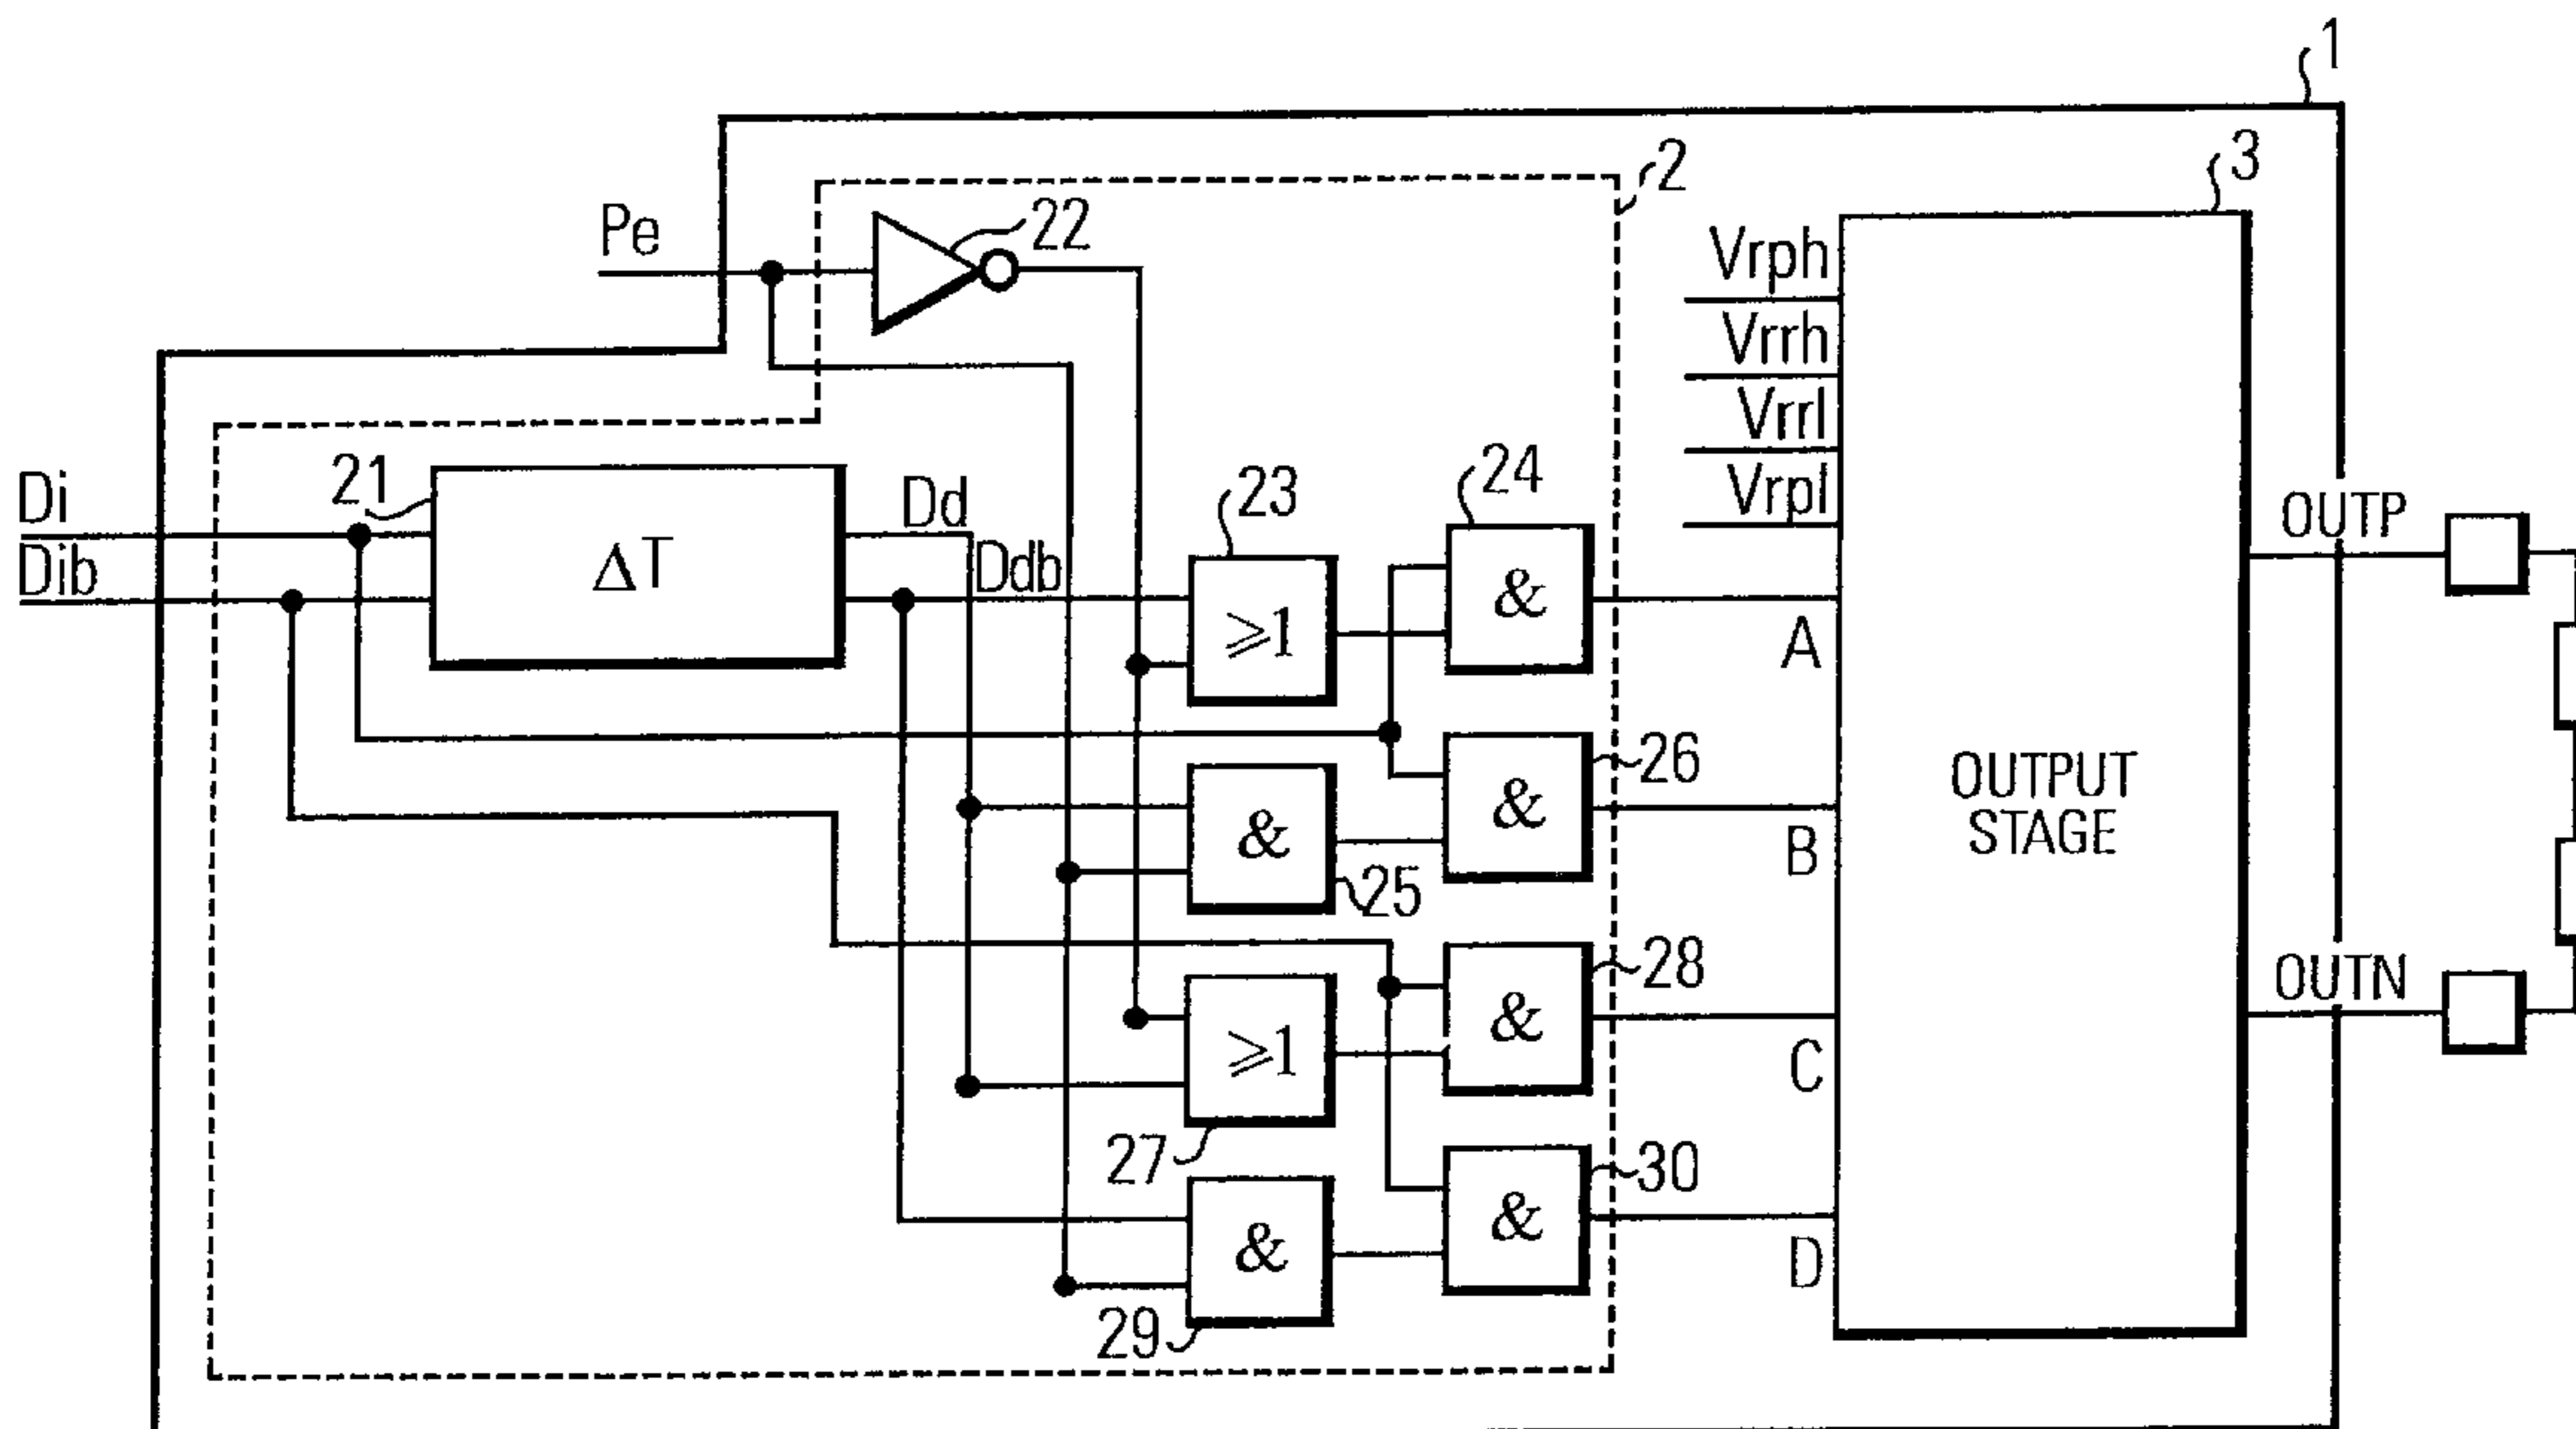 1
2
3
Pe
22
Vrph
Vrrh
Vrrl
Vrpl
Di
Dib
21
ΔT
Dd
Ddb
23
≥1
24
&
A
OUTP
26
&
B
&
25
OUTPUT
STAGE
28
&
C
OUTN
≥1
27
30
&
D
&
29